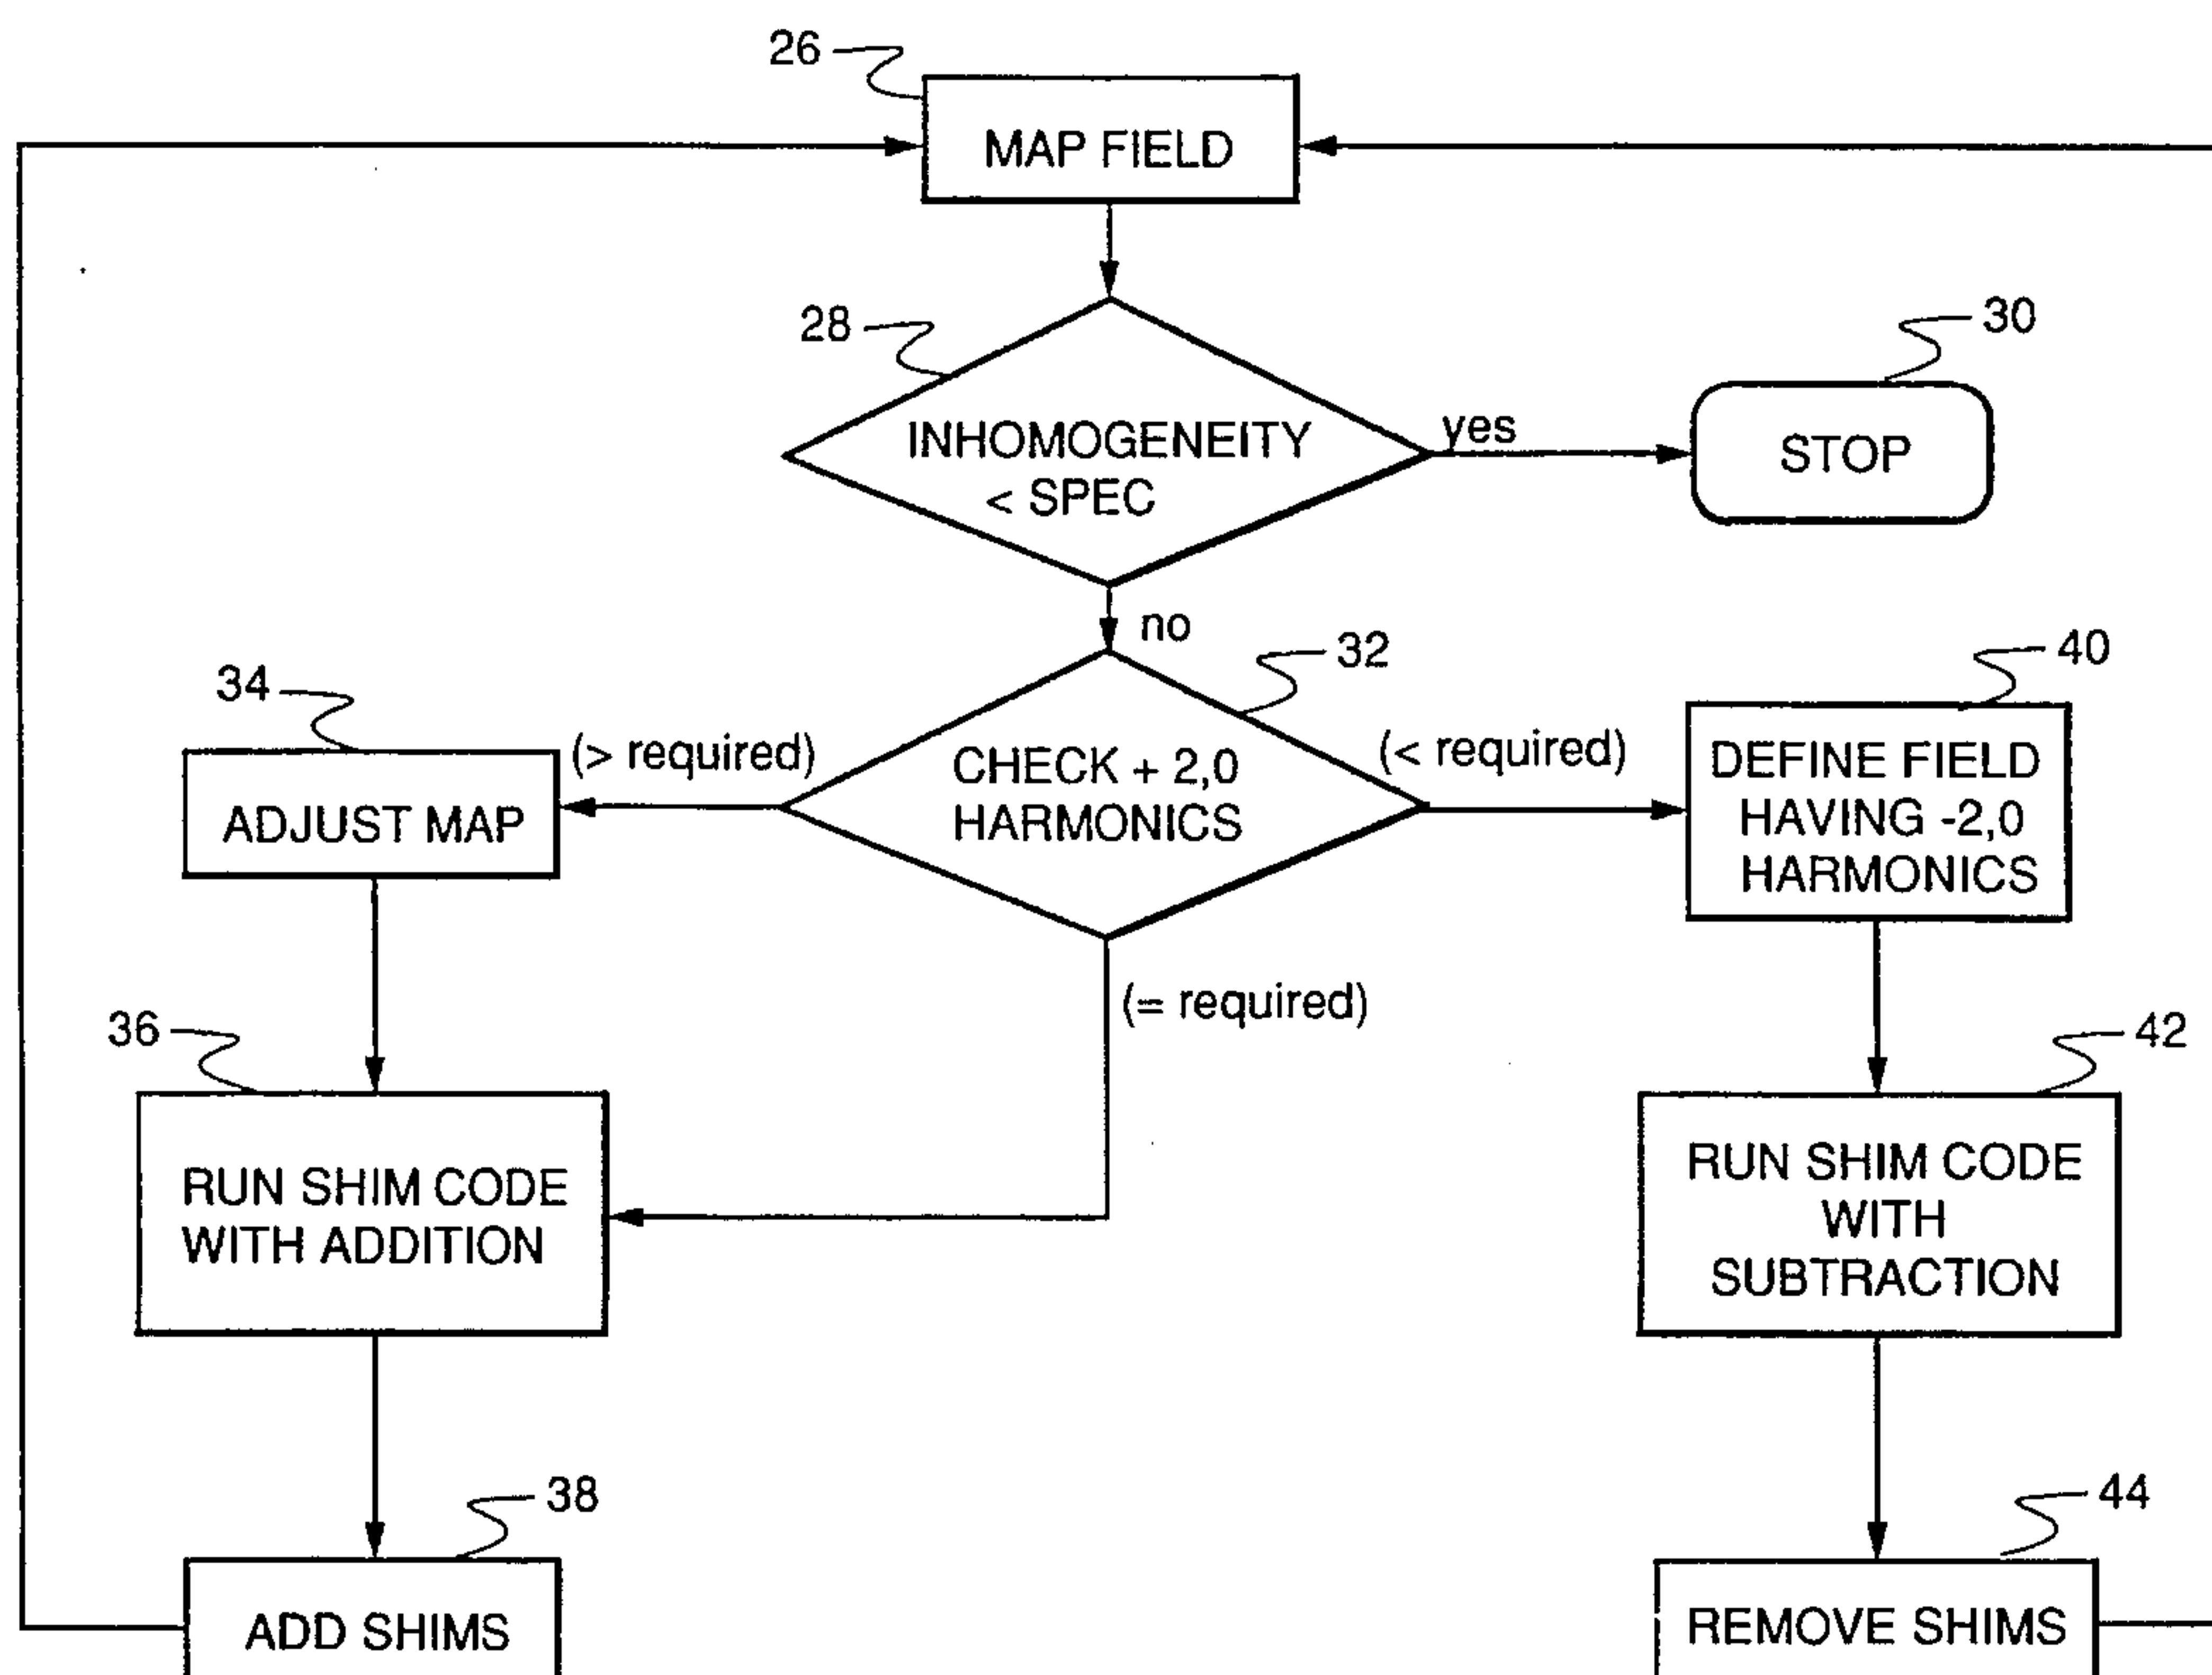 26
MAP FIELD
28
INHOMOGENEITY
< SPEC
yes
30
STOP
no
32
CHECK + 2,0
HARMONICS
34
(> required)
ADJUST MAP
(< required)
40
DEFINE FIELD
HAVING -2,0
HARMONICS
(= required)
36
RUN SHIM CODE
WITH ADDITION
42
RUN SHIM CODE
WITH
SUBTRACTION
38
ADD SHIMS
44
REMOVE SHIMS